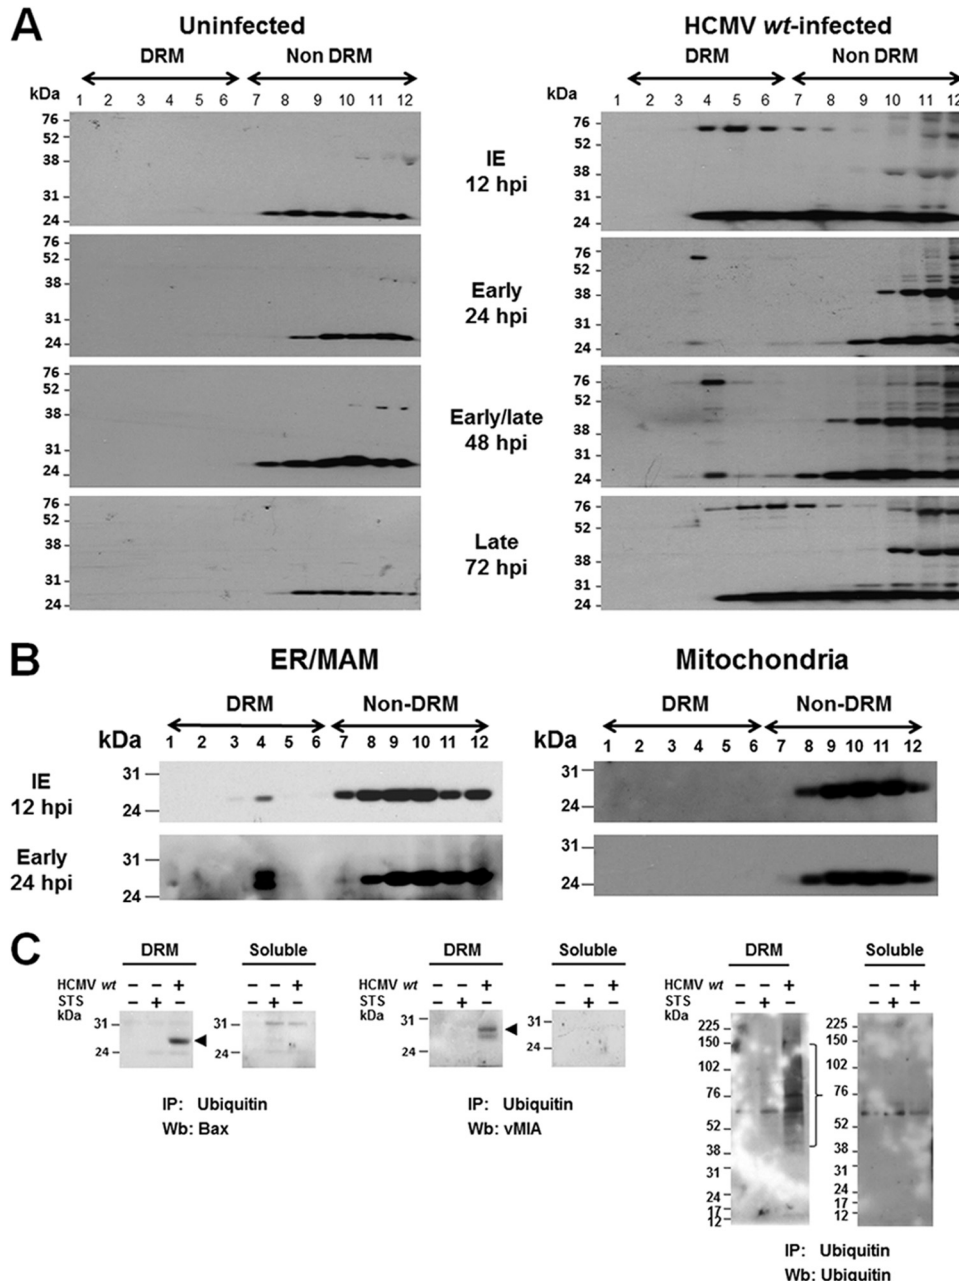 A
Uninfected
HCMV wt-infected
DRM
Non DRM
DRM
Non DRM
kDa
1 2 3 4 5 6 7 8 9 10 11 12
kDa
1 2 3 4 5 6 7 8 9 10 11 12
76
52
38
31
24
IE
12 hpi
76
52
38
31
24
76
52
38
31
24
Early
24 hpi
76
52
38
31
24
76
52
38
31
24
Early/late
48 hpi
76
52
38
31
24
76
52
38
31
24
Late
72 hpi
76
52
38
31
24
B
ER/MAM
Mitochondria
DRM
Non-DRM
DRM
Non-DRM
kDa
1 2 3 4 5 6 7 8 9 10 11 12
kDa
1 2 3 4 5 6 7 8 9 10 11 12
IE
12 hpi
31
24
31
24
Early
24 hpi
31
24
31
24
C
DRM
Soluble
HCMV wt - - + - - +
STS - + - +
kDa
31
24
31
24
IP: Ubiquitin
Wb: Bax
DRM
Soluble
HCMV wt - - + - - +
STS - + - +
kDa
31
24
31
24
IP: Ubiquitin
Wb: vMIA
DRM
Soluble
HCMV wt - - + - - +
STS - + - - + -
kDa
225
150
102
76
52
38
31
24
17
12
225
150
102
76
52
38
31
24
17
12
IP: Ubiquitin
Wb: Ubiquitin